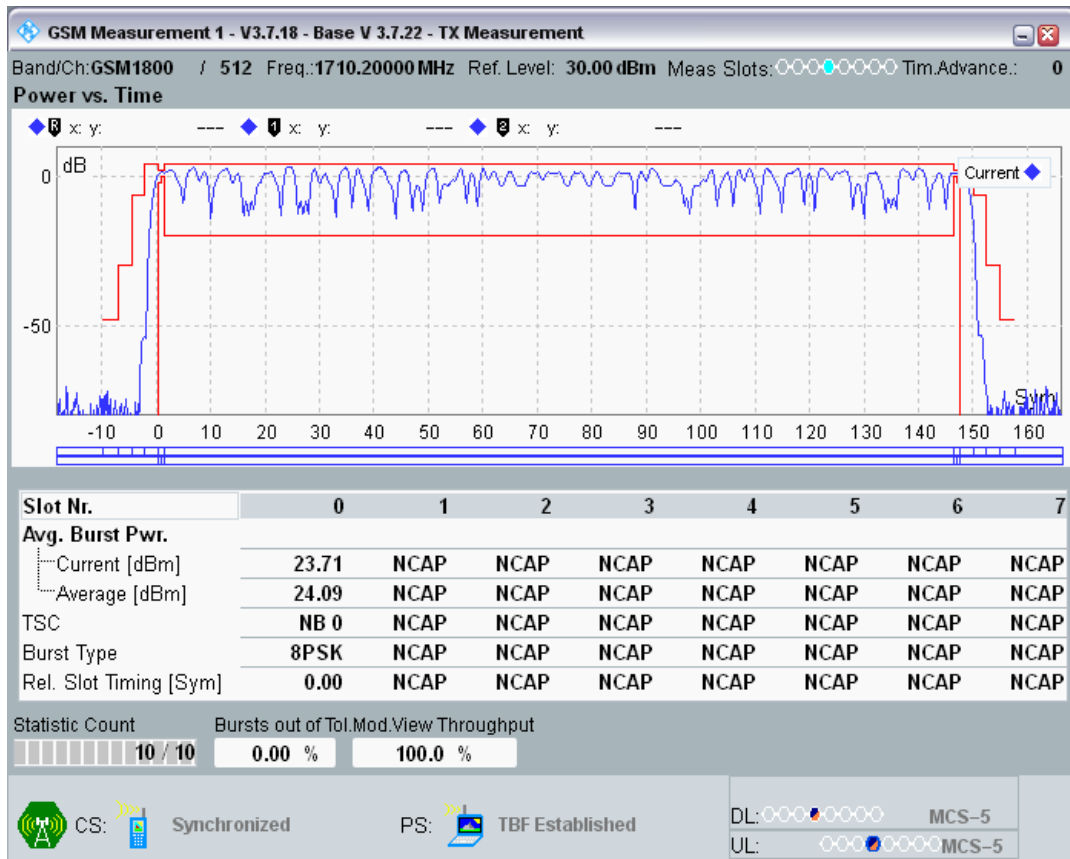 GSM Measurement 1 - V3.7.18 - Base V 3.7.22 - TX Measurement
Band/Ch:GSM1800 / 512 Freq.:1710.20000 MHz Ref. Level: 30.00 dBm Meas Slots: Tim.Advance.: 0
Power vs. Time
R x: y: --- 1 x: y: --- 2 x: y: ---
dB
Current
0
-50
Sym
-10 0 10 20 30 40 50 60 70 80 90 100 110 120 130 140 150 160
Slot Nr. 0 1 2 3 4 5 6 7
Avg. Burst Pwr.
Current [dBm] 23.71 NCAP NCAP NCAP NCAP NCAP NCAP NCAP
Average [dBm] 24.09 NCAP NCAP NCAP NCAP NCAP NCAP NCAP
TSC NB 0 NCAP NCAP NCAP NCAP NCAP NCAP NCAP
Burst Type 8PSK NCAP NCAP NCAP NCAP NCAP NCAP NCAP
Rel. Slot Timing [Sym] 0.00 NCAP NCAP NCAP NCAP NCAP NCAP NCAP
Statistic Count Bursts out of Tol.Mod.View Throughput
10 / 10 0.00 % 100.0 %
CS: Synchronized PS: TBF Established DL: MCS-5
UL: MCS-5